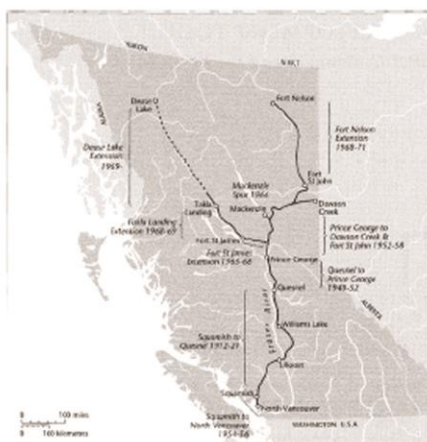 YUKON
N.W.T.
Dease
Lake
Fort Nelson
Dease Lake
Extension
1969-
Fort Nelson
Extension
1968-71
Mackenzie
Spur 1966
Fort
St John
Takla
Landing
Mackenzie
Dawson
Creek
Takla Landing
Extension 1968-69
Fort St James
Fort St James
Extension 1965-68
Prince George to
Dawson Creek &
Fort St John 1952-58
Prince George
Quesnel to
Prince George
1949-52
Quesnel
ALBERTA
Squamish to
Quesnel 1912-21
Williams Lake
Lillooet
Squamish
North Vancouver
Squamish to
North Vancouver
0 100 miles
0 160 kilometres
WASHINGTON U.S.A.